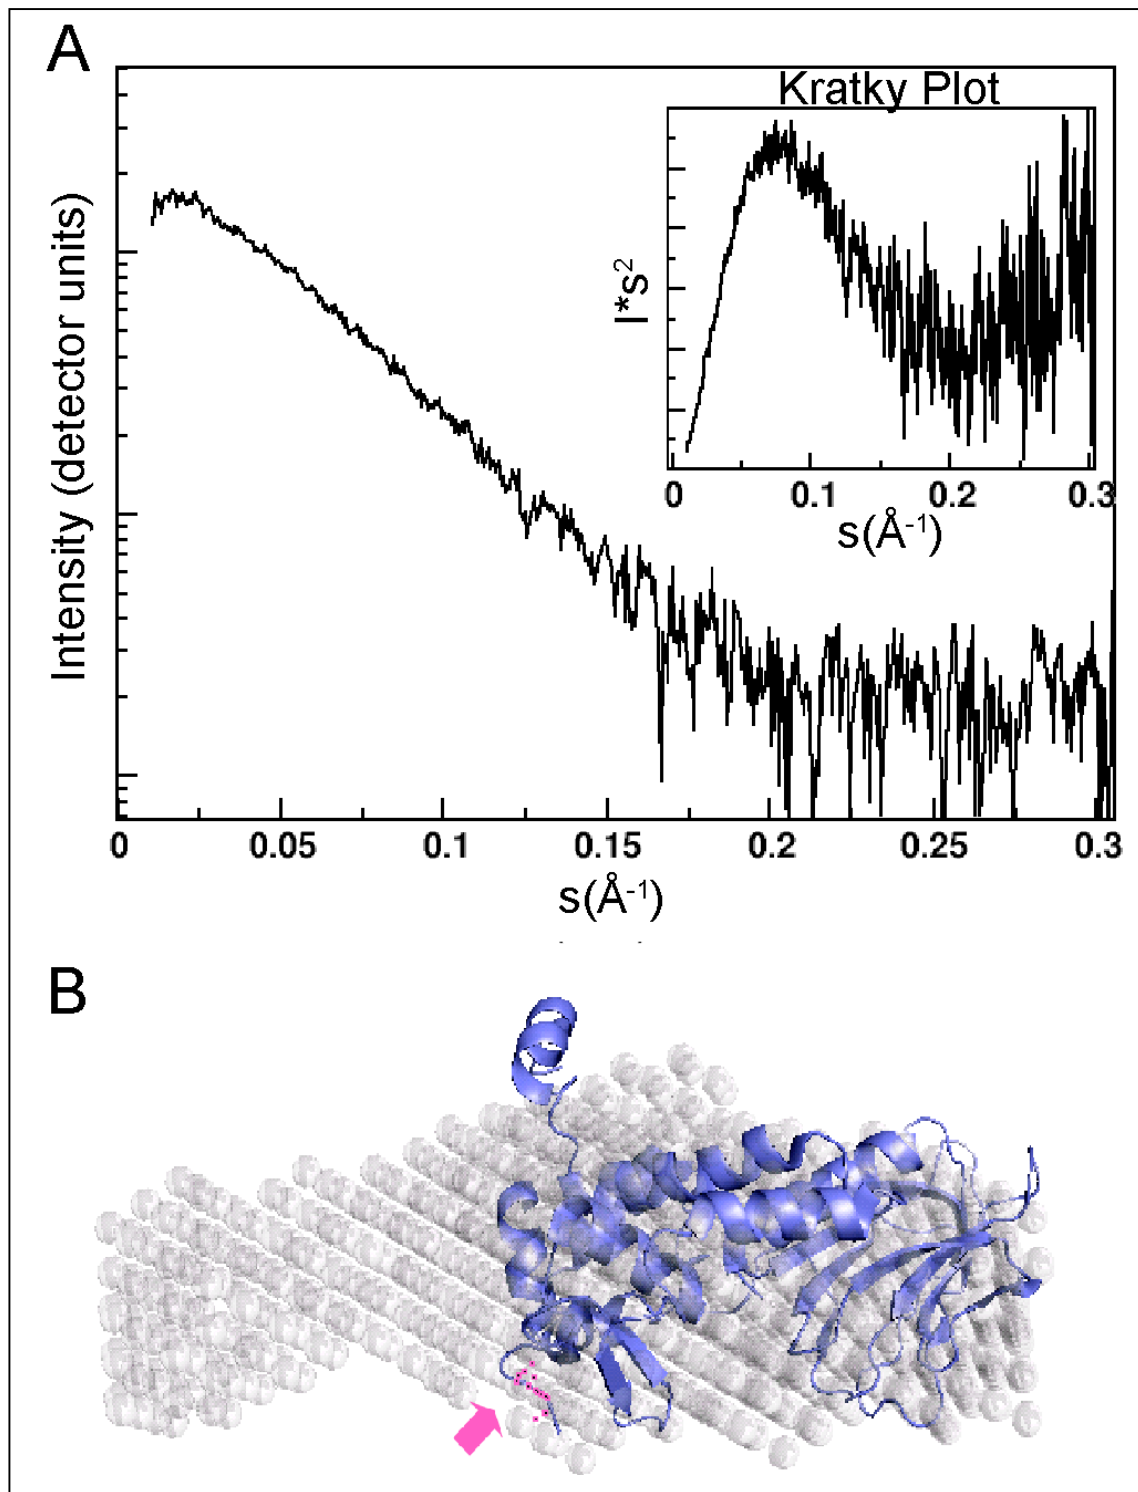 A
Kratky Plot
I*s²
0 0.1 0.2 0.3
s(Å⁻¹)
Intensity (detector units)
0 0.05 0.1 0.15 0.2 0.25 0.3
s(Å⁻¹)
B